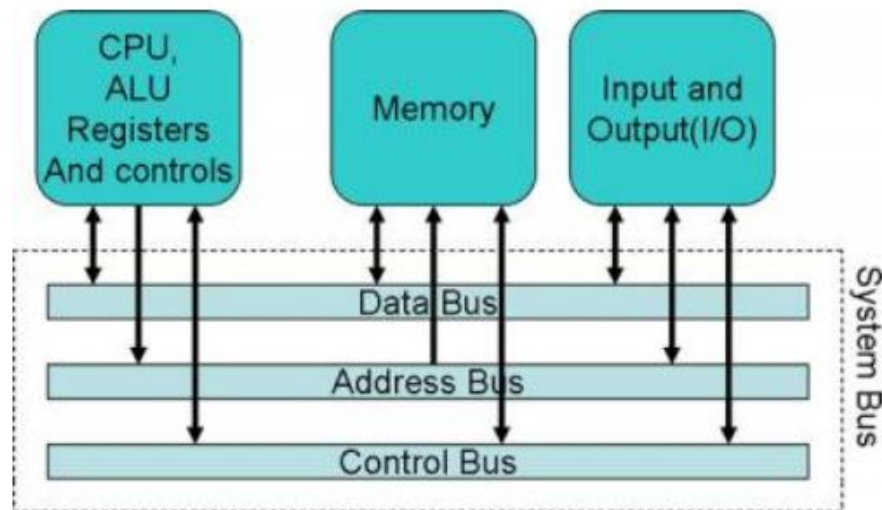 CPU,
ALU
Registers
And controls
Memory
Input and
Output(I/O)
Data Bus
Address Bus
Control Bus
System Bus